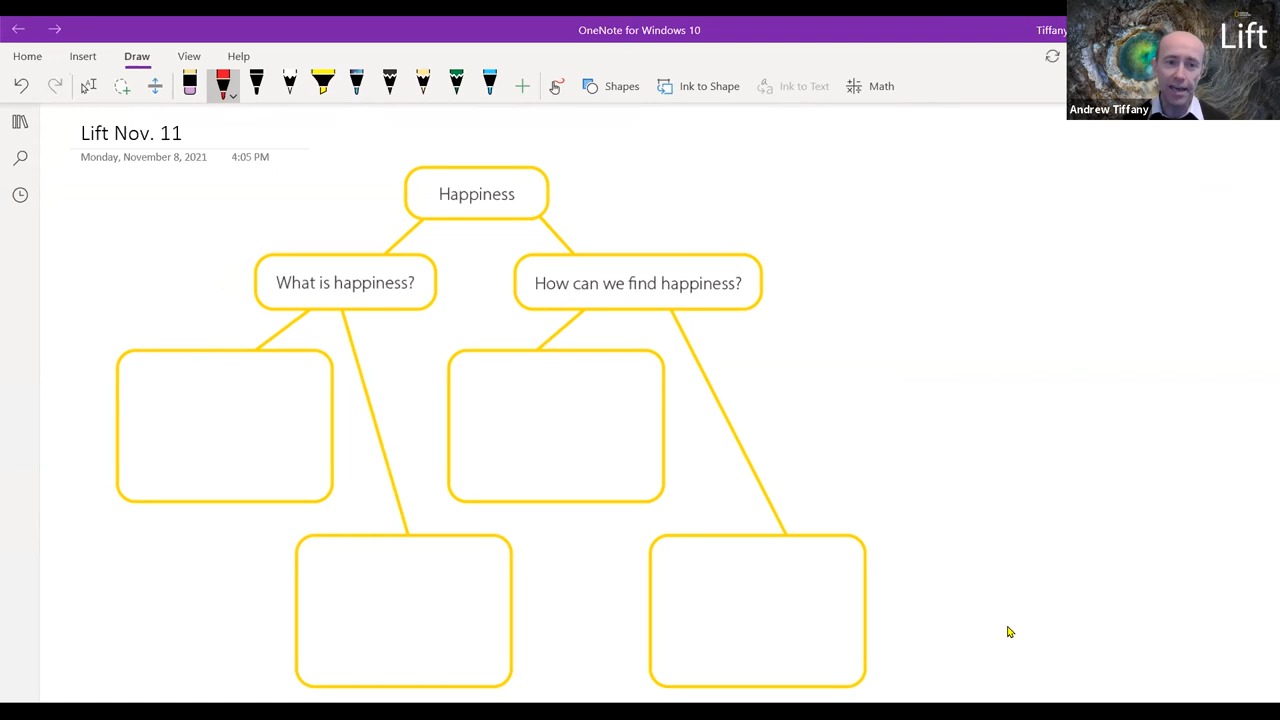 OneNote for Windows 10
Tiffany
Lift
Home
Insert
Draw
View
Help
Shapes
Ink to Shape
Ink to Text
Math
Andrew Tiffany
Lift Nov. 11
Monday, November 8, 2021
4:05 PM
Happiness
What is happiness?
How can we find happiness?